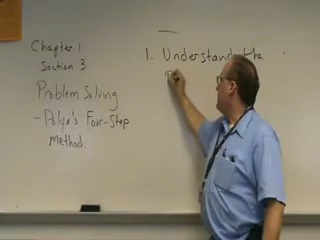 Chapter 1
Section 3
Problem Solving
- Polya's Four-Step
method.
1. Understand the